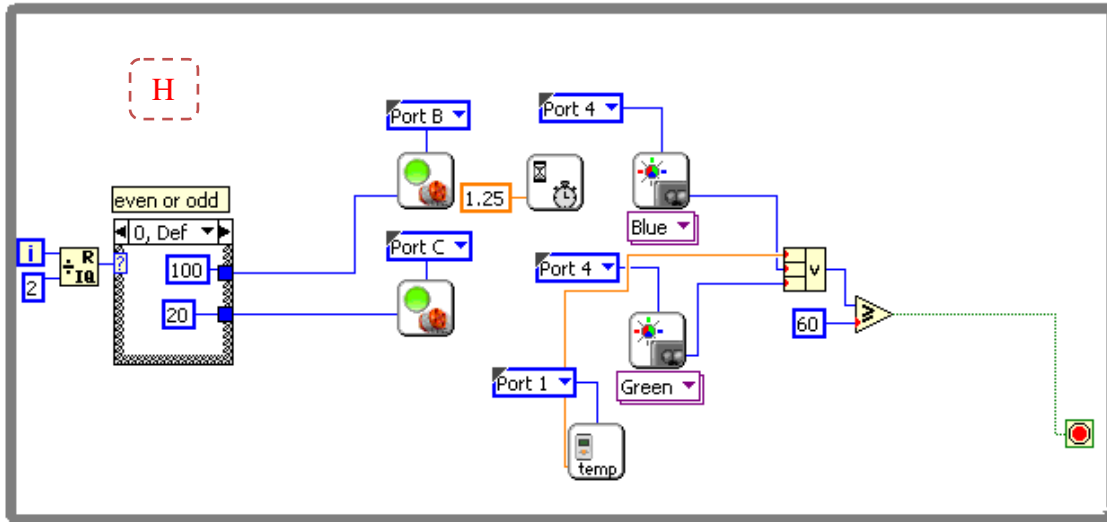 H
Port B
Port 4
1.25
even or odd
0, Def
Blue
Port C
i
R
IQ
2
?
100
20
Port 4
v
60
Port 1
Green
temp